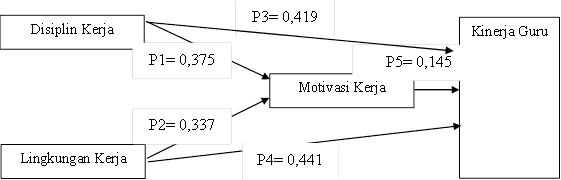 P3= 0,419
Disiplin Kerja
Kinerja Guru
P1= 0,375
P5= 0,145
Motivasi Kerja
P2= 0,337
Lingkungan Kerja
P4= 0,441